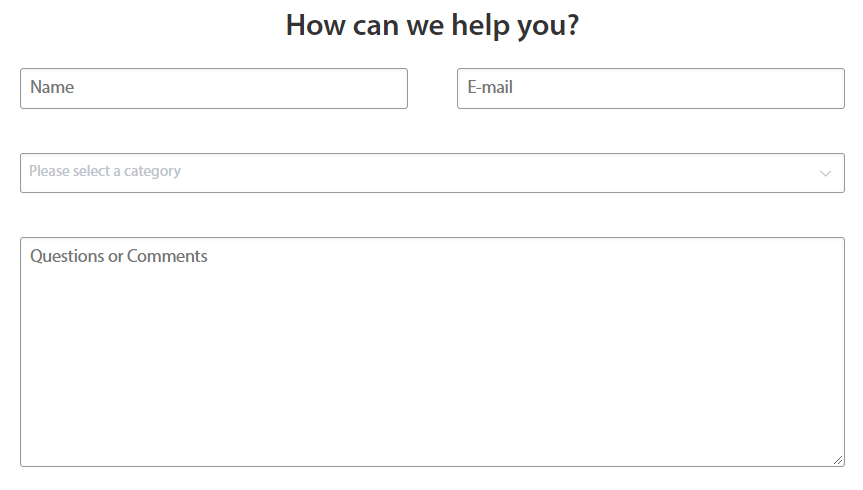 How can we help you?
Name
E-mail
Please select a category
Questions or Comments